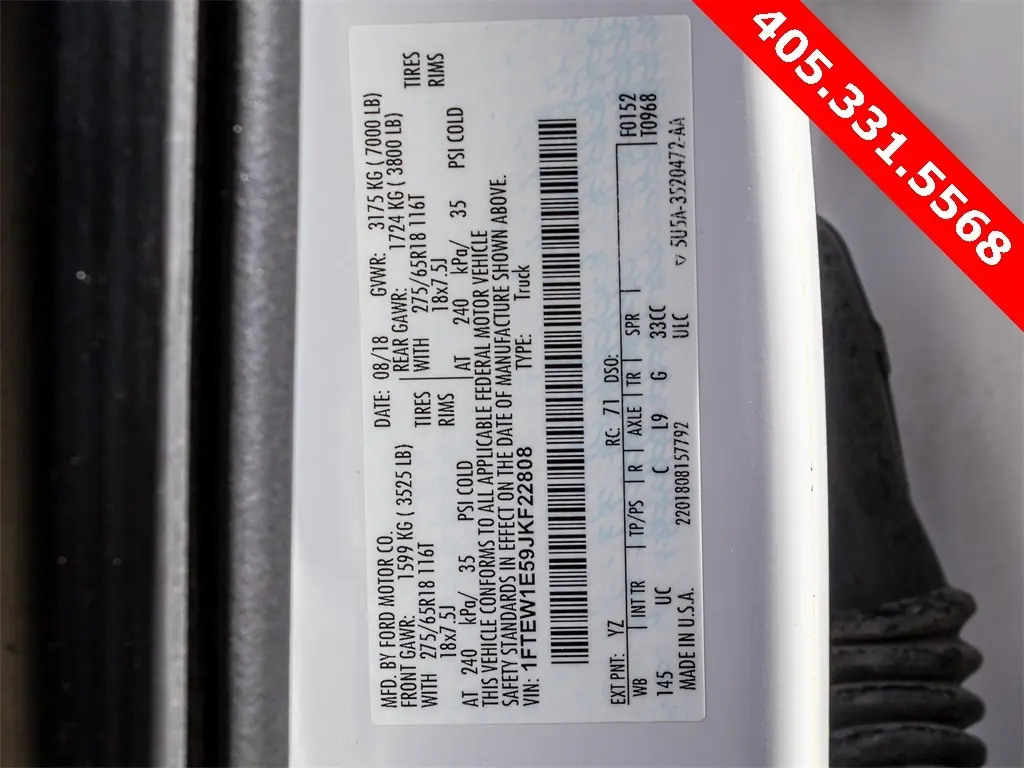 405.331.5568
MFD. BY FORD MOTOR CO. DATE: 08/18 GVWR: 3175 KG ( 7000 LB)
FRONT GAWR: 1599 KG ( 3525 LB) REAR GAWR: 1724 KG ( 3800 LB)
WITH 275/65R18 116T TIRES WITH 275/65R18 116T TIRES
18x7.5J RIMS 18x7.5J RIMS
AT 240 kPa/ 35 PSI COLD AT 240 kPa/ 35 PSI COLD
THIS VEHICLE CONFORMS TO ALL APPLICABLE FEDERAL MOTOR VEHICLE
SAFETY STANDARDS IN EFFECT ON THE DATE OF MANUFACTURE SHOWN ABOVE.
VIN: 1FTEW1E59JKF22808 TYPE: Truck
EXT PNT: YZ RC: 71 DSO: F0152
WB INT TR TP/PS R AXLE TR SPR T0968
145 UC C L9 G 33CC
MADE IN U.S.A. 2201808157792 ULC 5U5A-3520472-AA